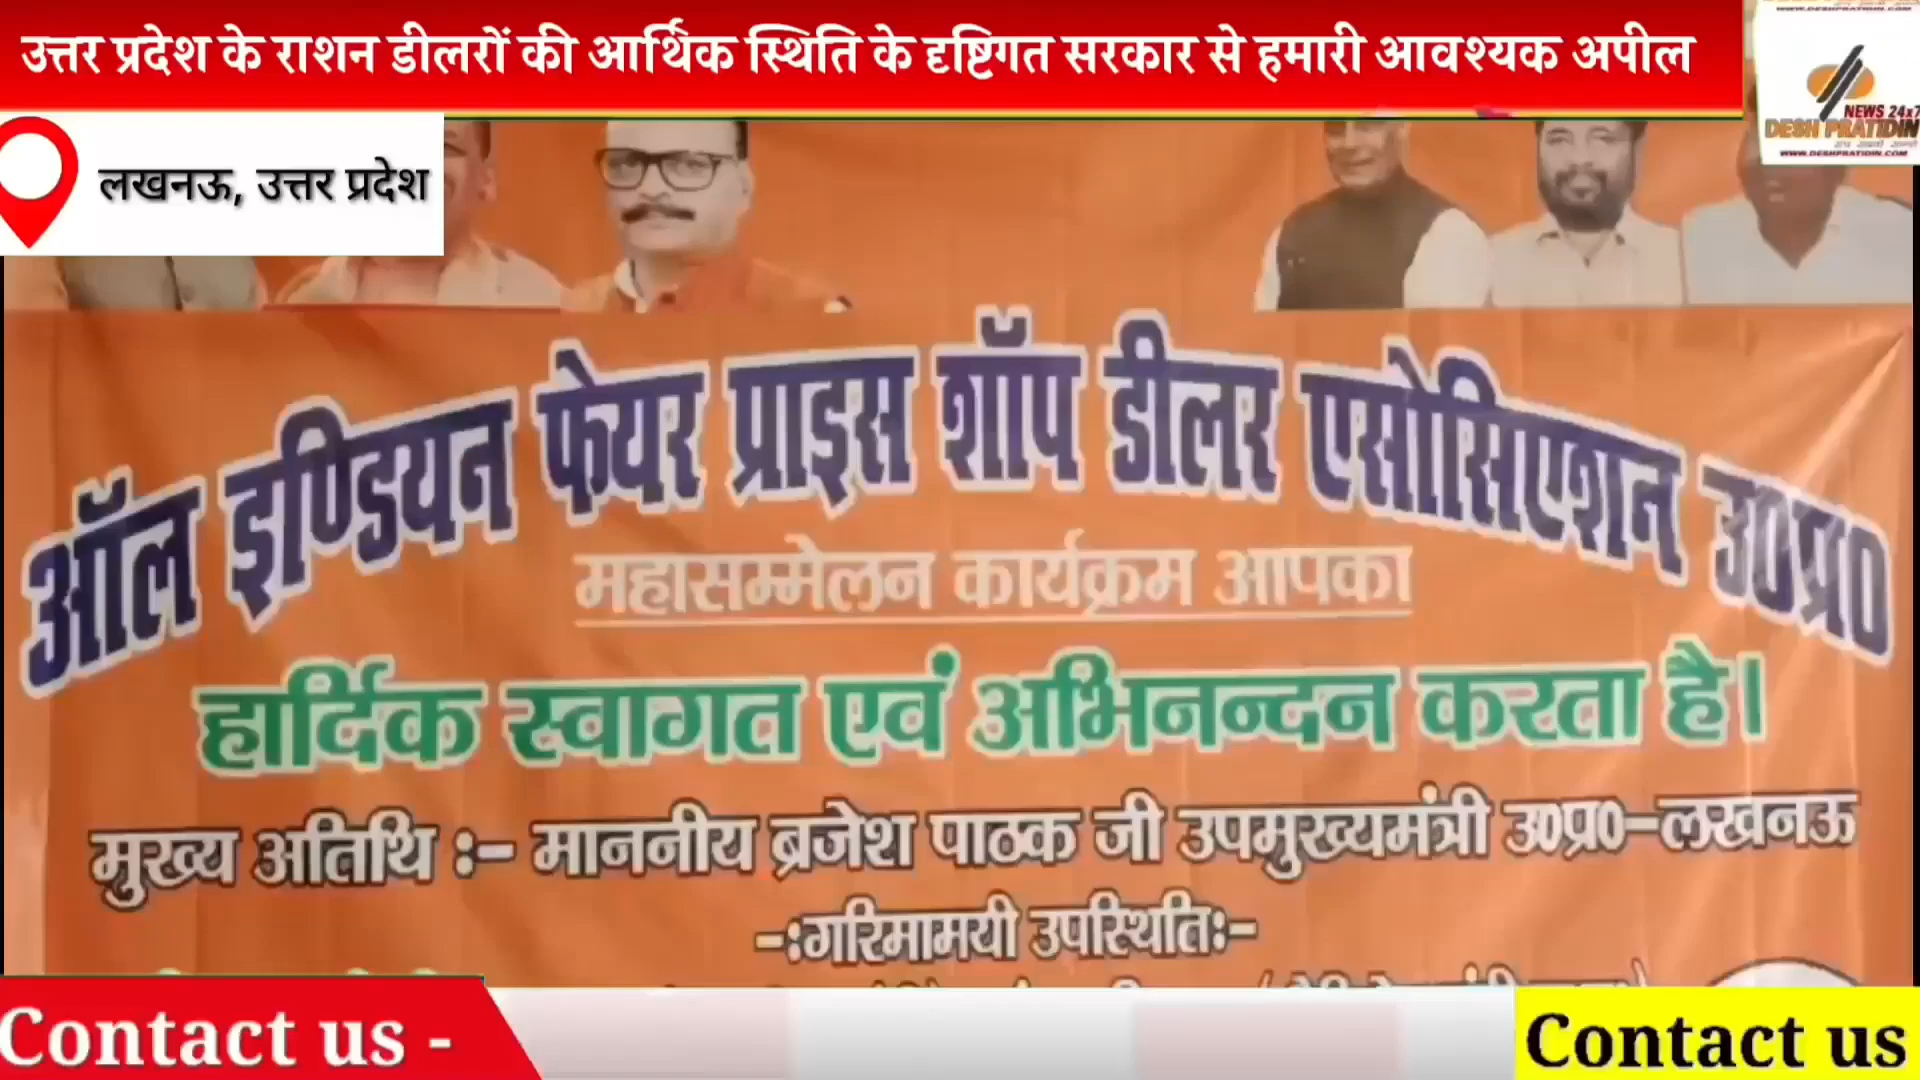 उत्तर प्रदेश के राशन डीलरों की आर्थिक स्थिति के दृष्टिगत सरकार से हमारी आवश्यक अपील
NEWS 24x7
DESH PRATIDIN
WWW.DESHPRATIDIN.COM
लखनऊ, उत्तर प्रदेश
ऑल इण्डियन फेयर प्राइस शॉप डीलर एसोसिएशन उ0प्र0
महासम्मेलन कार्यक्रम आपका
हार्दिक स्वागत एवं अभिनन्दन करता है।
मुख्य अतिथि :- माननीय ब्रजेश पाठक जी उपमुख्यमंत्री उ0प्र0-लखनऊ
-:गरिमामयी उपस्थिति:-
Contact us -
Contact us